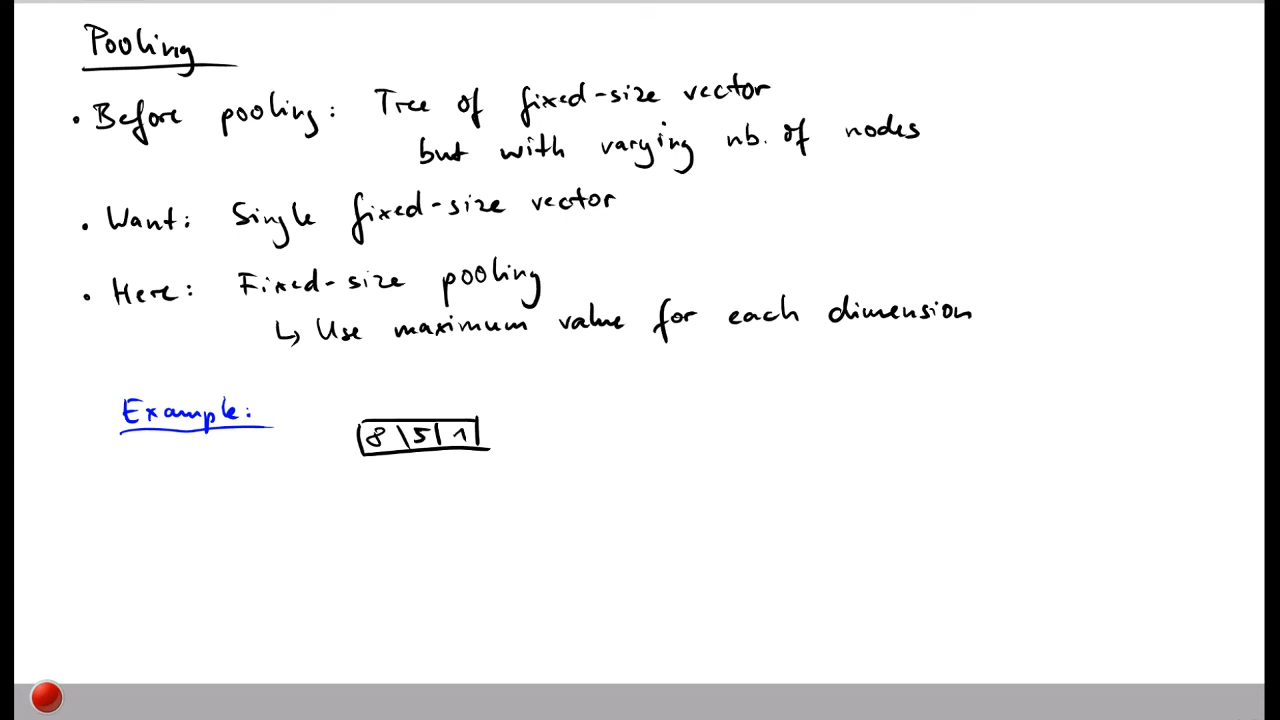 Pooling
• Before pooling: Tree of fixed-size vector
but with varying nb. of nodes
• Want: Single fixed-size vector
• Here: Fixed-size pooling
↳ Use maximum value for each dimension
Example:
8 | 5 | 1